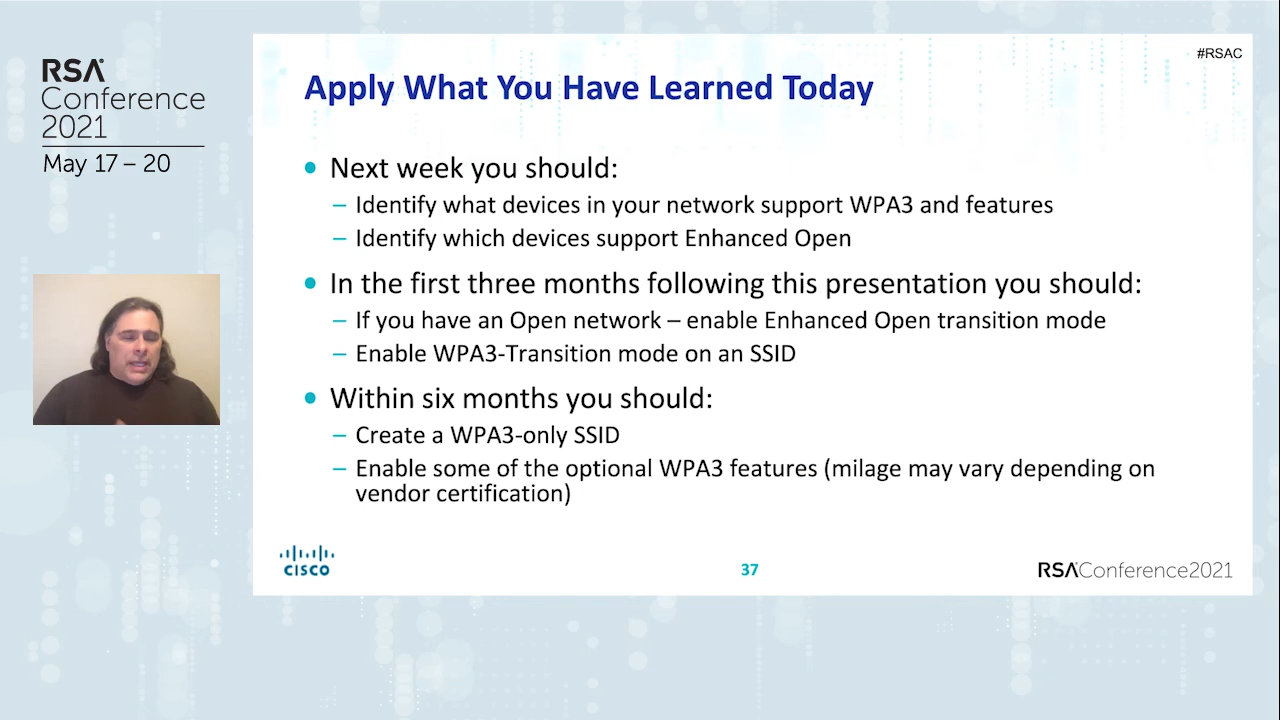 RSA
Conference
2021
May 17 – 20
#RSAC
Apply What You Have Learned Today
• Next week you should:
– Identify what devices in your network support WPA3 and features
– Identify which devices support Enhanced Open
• In the first three months following this presentation you should:
– If you have an Open network – enable Enhanced Open transition mode
– Enable WPA3-Transition mode on an SSID
• Within six months you should:
– Create a WPA3-only SSID
– Enable some of the optional WPA3 features (milage may vary depending on
vendor certification)
CISCO
37
RSAConference2021